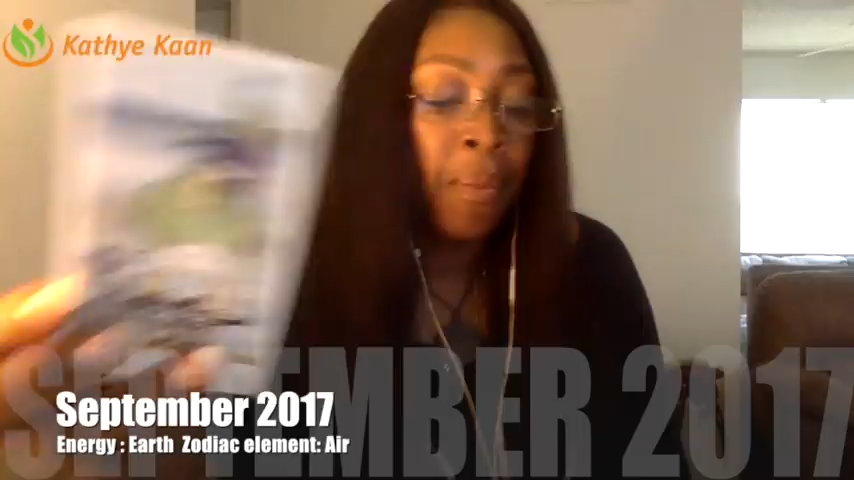 Kathye Kaan
SEPTEMBER 2017
September 2017
Energy : Earth Zodiac element: Air